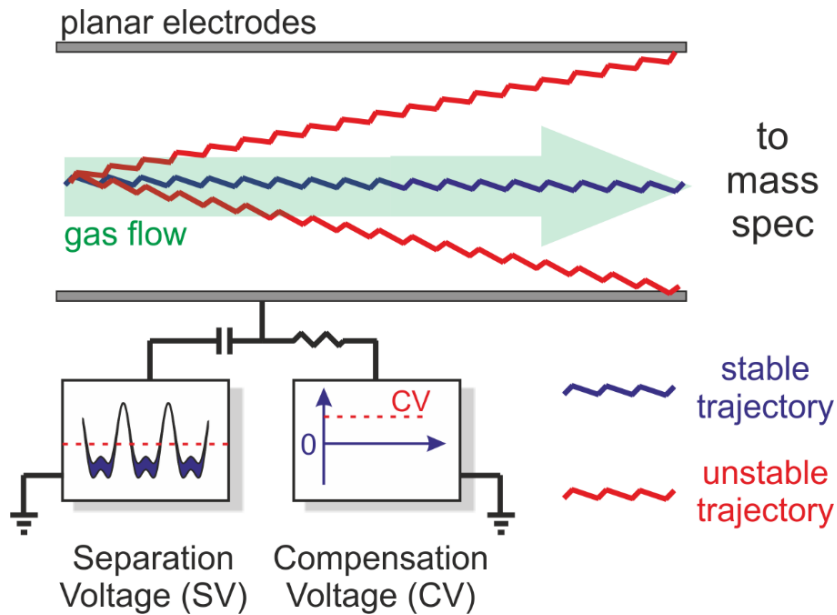 planar electrodes
to
mass
spec
gas flow
CV
0
stable
trajectory
unstable
trajectory
Separation
Voltage (SV)
Compensation
Voltage (CV)